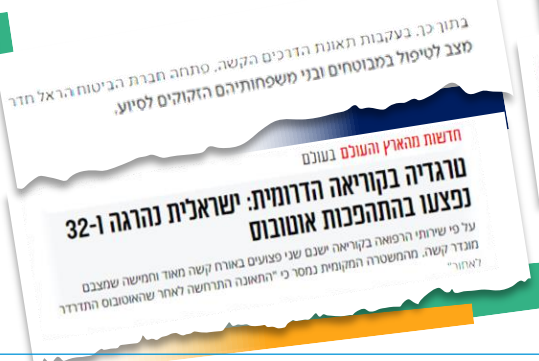 בתוך כך, בעקבות תאונת הדרכים הקשה, פתחה חברת הביטוח הראל חדר
מצב לטיפול במבוטחים ובני משפחותיהם הזקוקים לסיוע.
חדשות מהארץ והעולם בעולם
טרגדיה בקוריאה הדרומית: ישראלית נהרגה ו-32
נפצעו בהתהפכות אוטובוס
על פי שירותי הרפואה בקוריאה ישנם שני פצועים באורח קשה מאוד וחמישה שמצבם
מוגדר קשה. מהמשטרה המקומית נמסר כי "התאונה התרחשה לאחר שהאוטובוס התדרדר
לאחור"